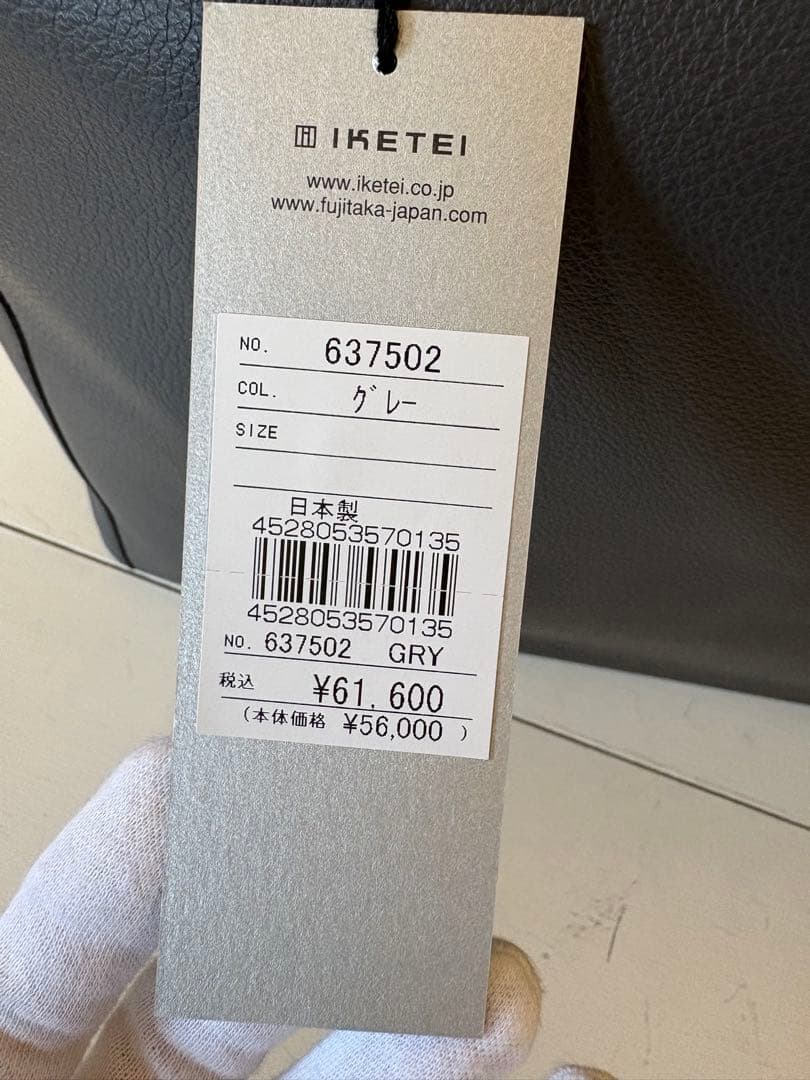 IKETEI
www.iketei.co.jp
www.fujitaka-japan.com
NO. 637502
COL. グレー
SIZE
日本製
4528053570135
4528053570135
NO. 637502 GRY
税込 ¥61,600
(本体価格 ¥56,000 )